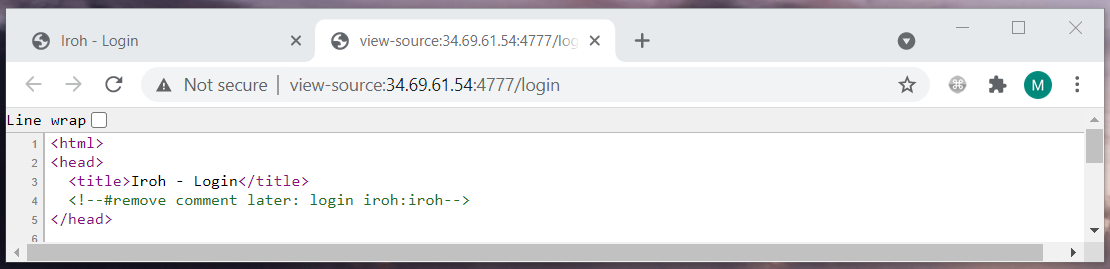 Iroh - Login
view-source:34.69.61.54:4777/log
Not secure | view-source:34.69.61.54:4777/login
M
Line wrap
1 <html>
2 <head>
3 <title>Iroh - Login</title>
4 <!--#remove comment later: login iroh:iroh-->
5 </head>
6